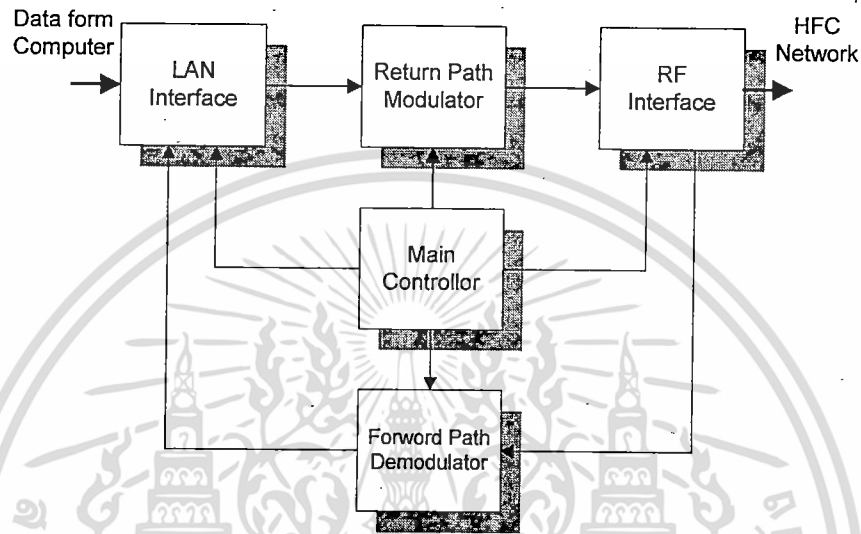 Data form
Computer
LAN
Interface
Return Path
Modulator
RF
Interface
HFC
Network
Main
Controllor
Forword Path
Demodulator